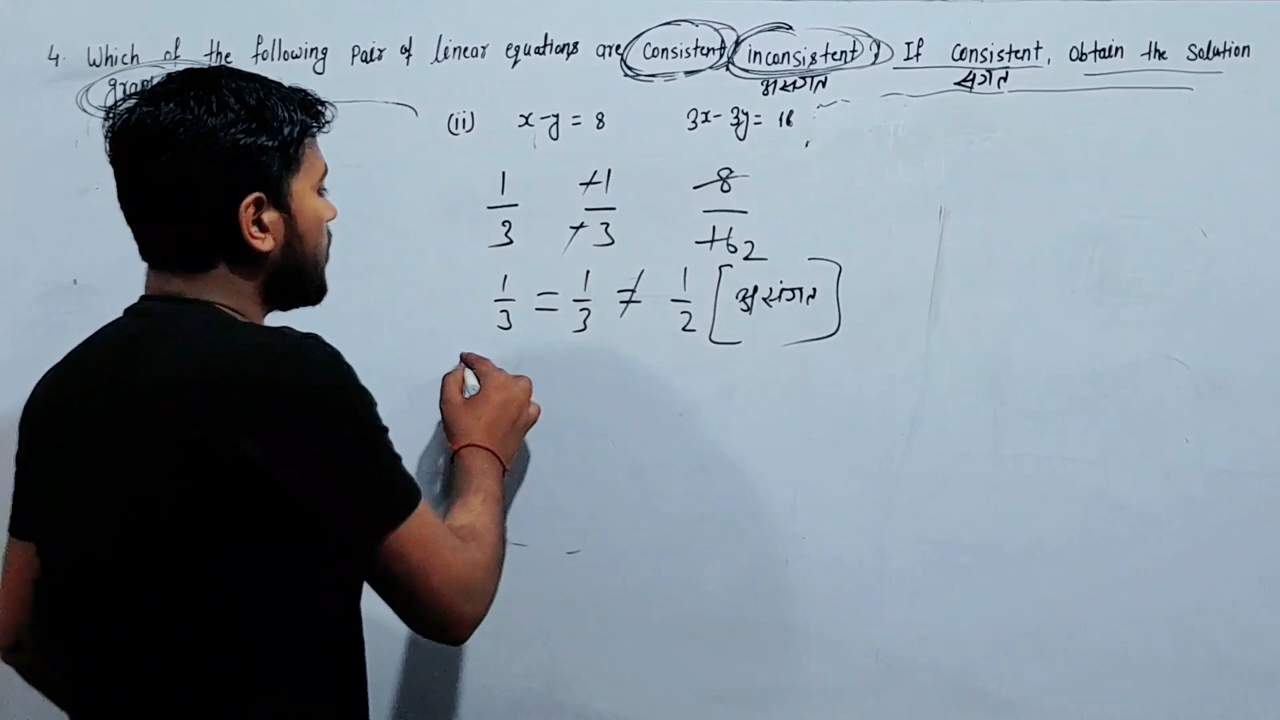 4. Which of the following Pair of linear equations are Consistent inconsistent? If consistent, obtain the solution
असंगत संगत
(ii) x-y = 8 3x-3y= 16
1 -1 8
3 -3 16 2
1/3 = 1/3 ≠ 1/2 [असंगत]